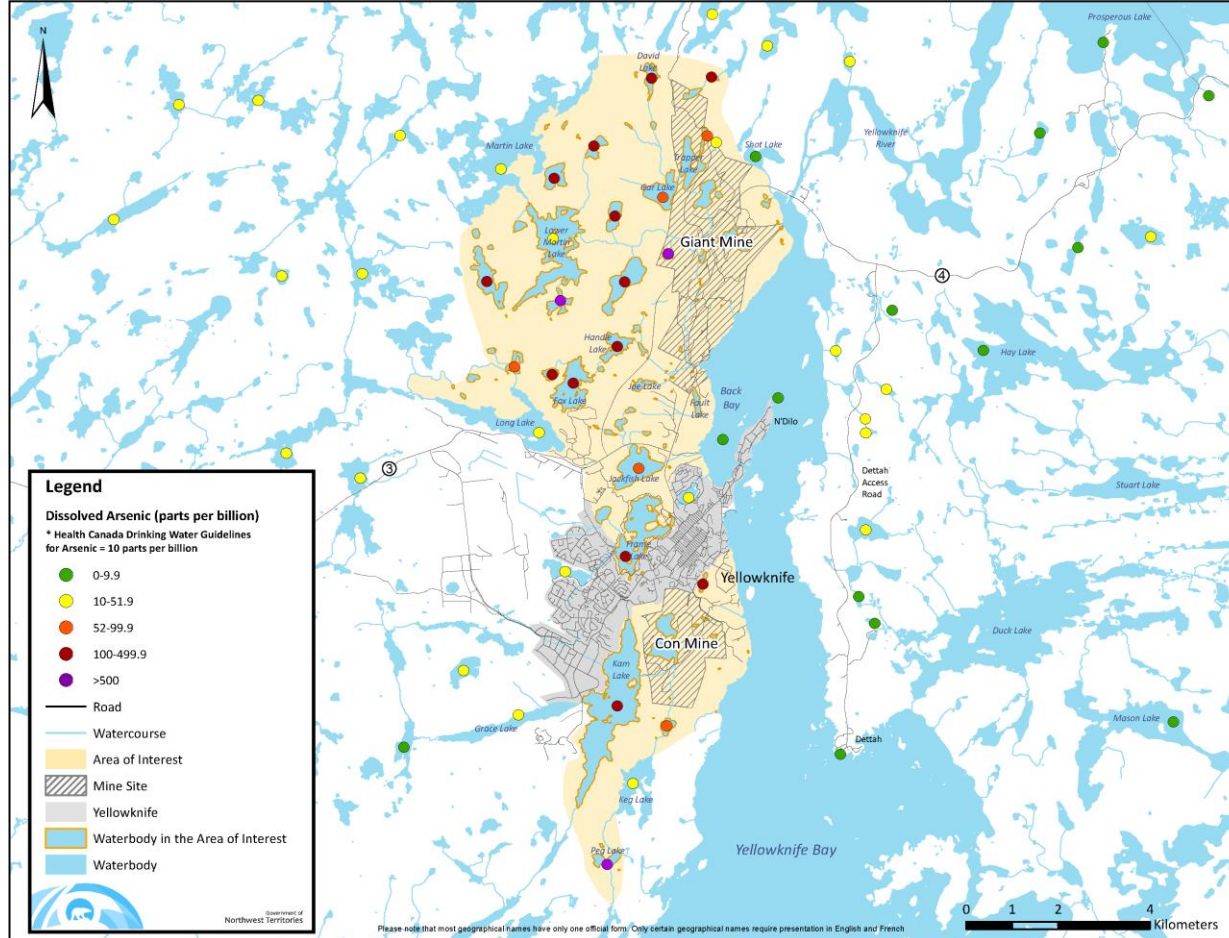 N
Prosperous Lake
David
Lake
Martin Lake
Shot Lake
Yellowknife
River
Trapper
Lake
Gar Lake
Lower
Martin
Lake
Giant Mine
4
Handle
Lake
Hay Lake
Joe Lake
Fox Lake
Fault
Lake
Back
Bay
Long Lake
N'Dilo
3
Jackfish Lake
Dettah
Access
Road
Stuart Lake
Frame
Lake
Yellowknife
Con Mine
Duck Lake
Kam
Lake
Grace Lake
Mason Lake
Dettah
Keg Lake
Peg Lake
Yellowknife Bay
Legend
Dissolved Arsenic (parts per billion)
* Health Canada Drinking Water Guidelines
for Arsenic = 10 parts per billion
0-9.9
10-51.9
52-99.9
100-499.9
>500
Road
Watercourse
Area of Interest
Mine Site
Yellowknife
Waterbody in the Area of Interest
Waterbody
Government of
Northwest Territories
Please note that most geographical names have only one official form. Only certain geographical names require presentation in English and French
0 1 2 4
Kilometers